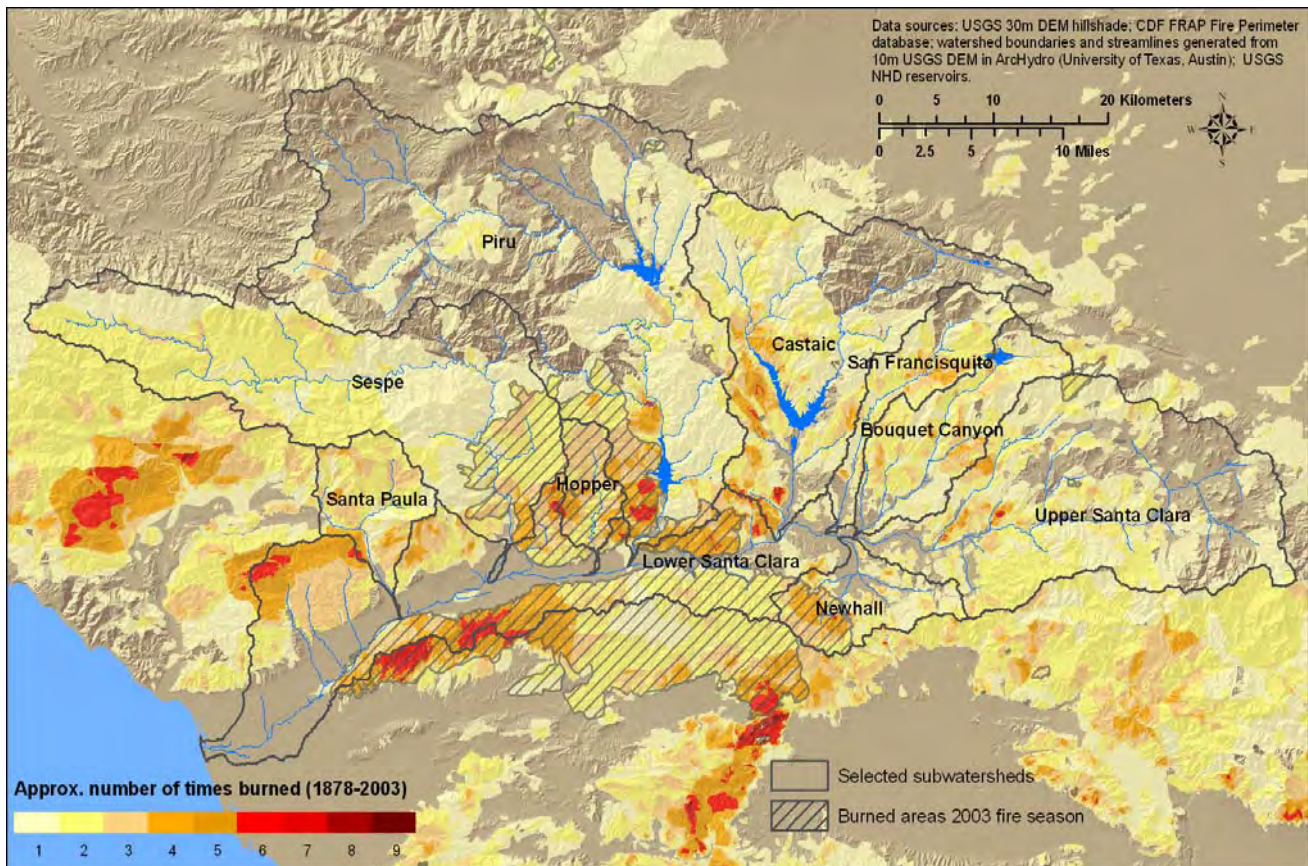 Data sources: USGS 30m DEM hillshade; CDF FRAP Fire Perimeter
database; watershed boundaries and streamlines generated from
10m USGS DEM in ArcHydro (University of Texas, Austin); USGS
NHD reservoirs.
0 5 10 20 Kilometers
0 2.5 5 10 Miles
N
W E
S
Piru
Castaic
San Francisquito
Sespe
Bouquet Canyon
Hopper
Santa Paula
Upper Santa Clara
Lower Santa Clara
Newhall
Selected subwatersheds
Burned areas 2003 fire season
Approx. number of times burned (1878-2003)
1 2 3 4 5 6 7 8 9